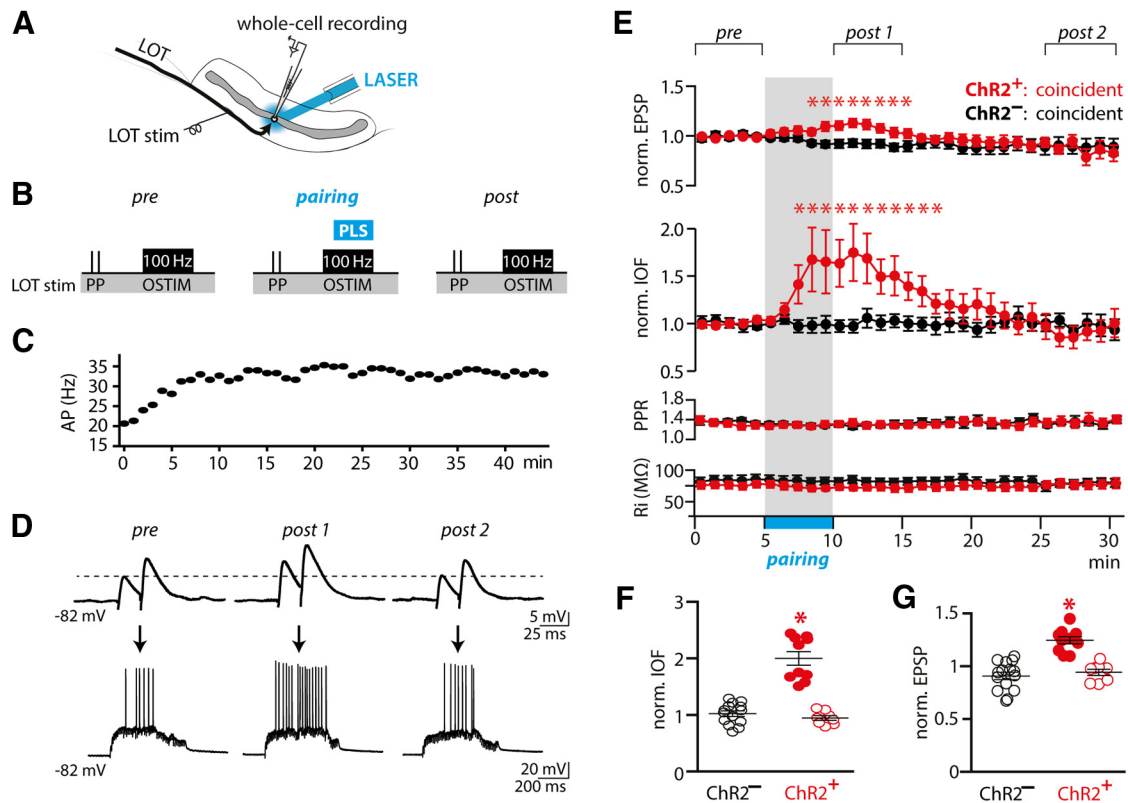 A
whole-cell recording
LOT
LASER
LOT stim
B
pre
pairing
post
PLS
100 Hz
100 Hz
100 Hz
LOT stim
PP
OSTIM
PP
OSTIM
PP
OSTIM
C
AP (Hz)
35
30
25
20
15
0
5
10
15
20
25
30
35
40
min
D
pre
post 1
post 2
-82 mV
5 mV
25 ms
-82 mV
20 mV
200 ms
E
pre
post 1
post 2
ChR2+: coincident
ChR2−: coincident
********
norm. EPSP
1.5
1.0
0.5
***********
norm. IOF
2.0
1.5
1.0
0.5
PPR
1.8
1.4
1.0
Ri (MΩ)
100
50
0
5
10
15
20
25
30
pairing
min
F
norm. IOF
3
2
1
0
*
ChR2−
ChR2+
G
norm. EPSP
1.5
1
1.5
0
*
ChR2−
ChR2+